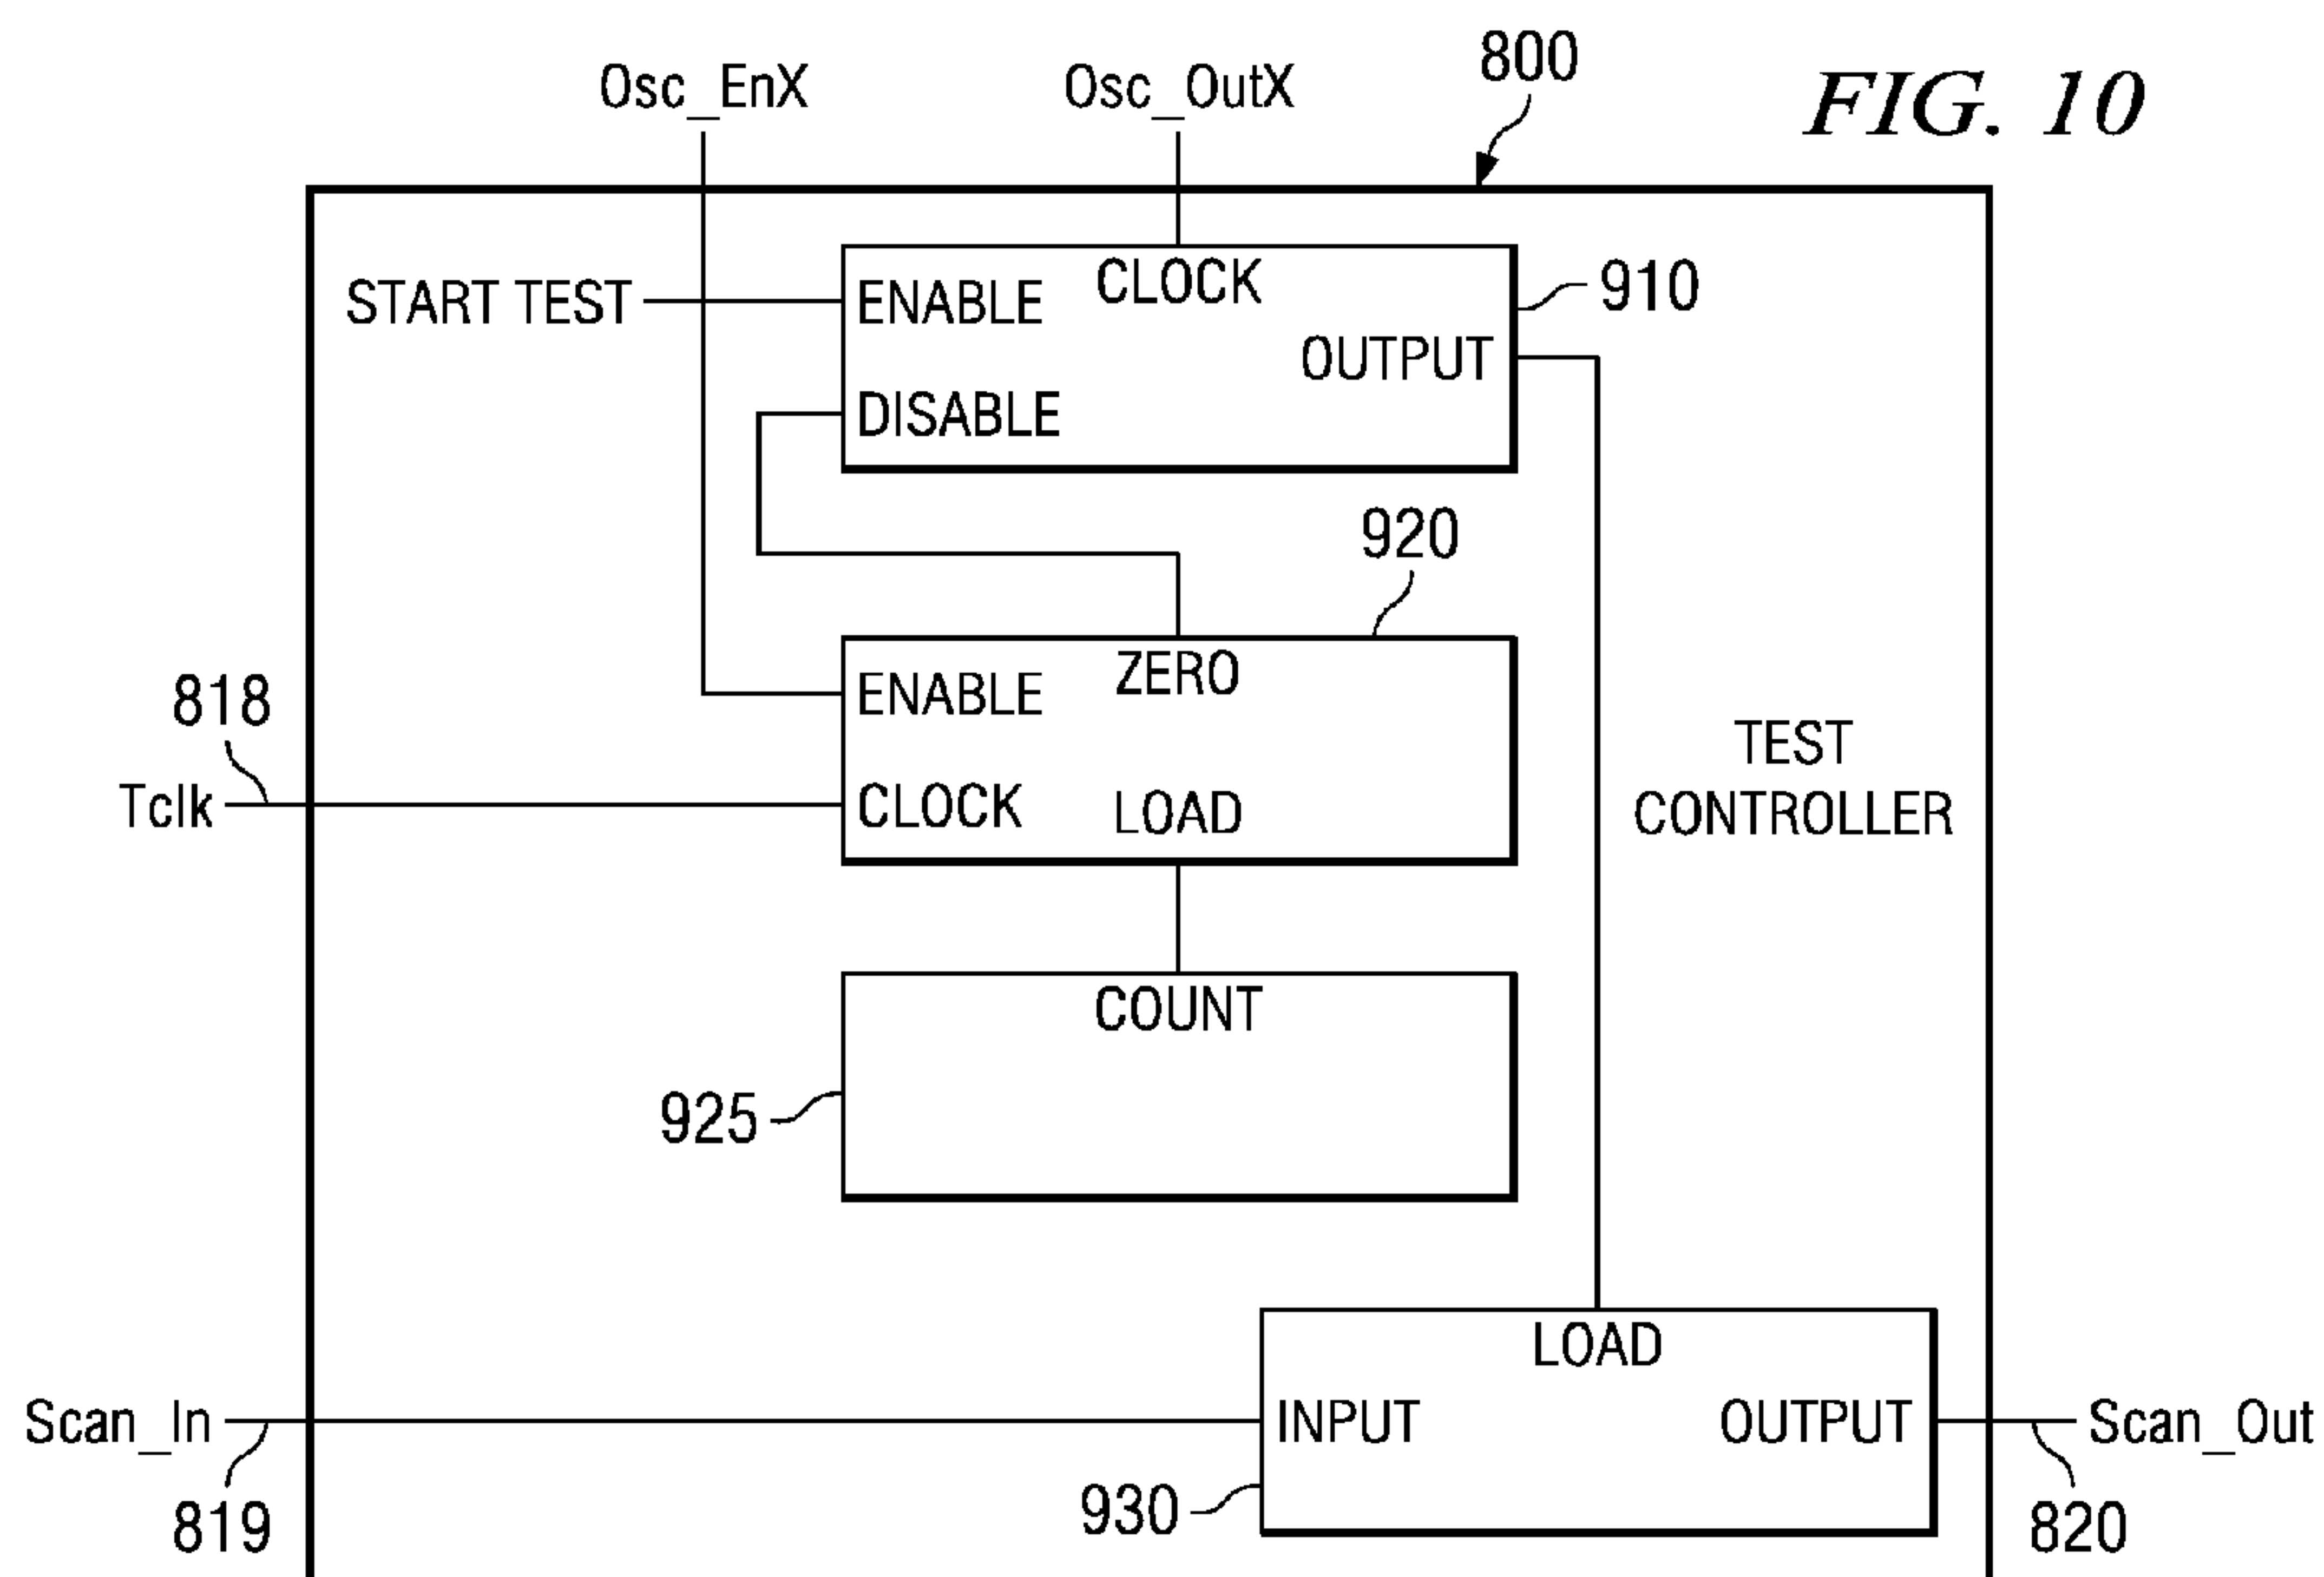 Osc_EnX
Osc_OutX
800
FIG. 10
START TEST
ENABLE
CLOCK
910
OUTPUT
DISABLE
920
ENABLE
ZERO
818
Tclk
CLOCK
LOAD
TEST
CONTROLLER
COUNT
925
LOAD
Scan_In
INPUT
OUTPUT
Scan_Out
819
930
820